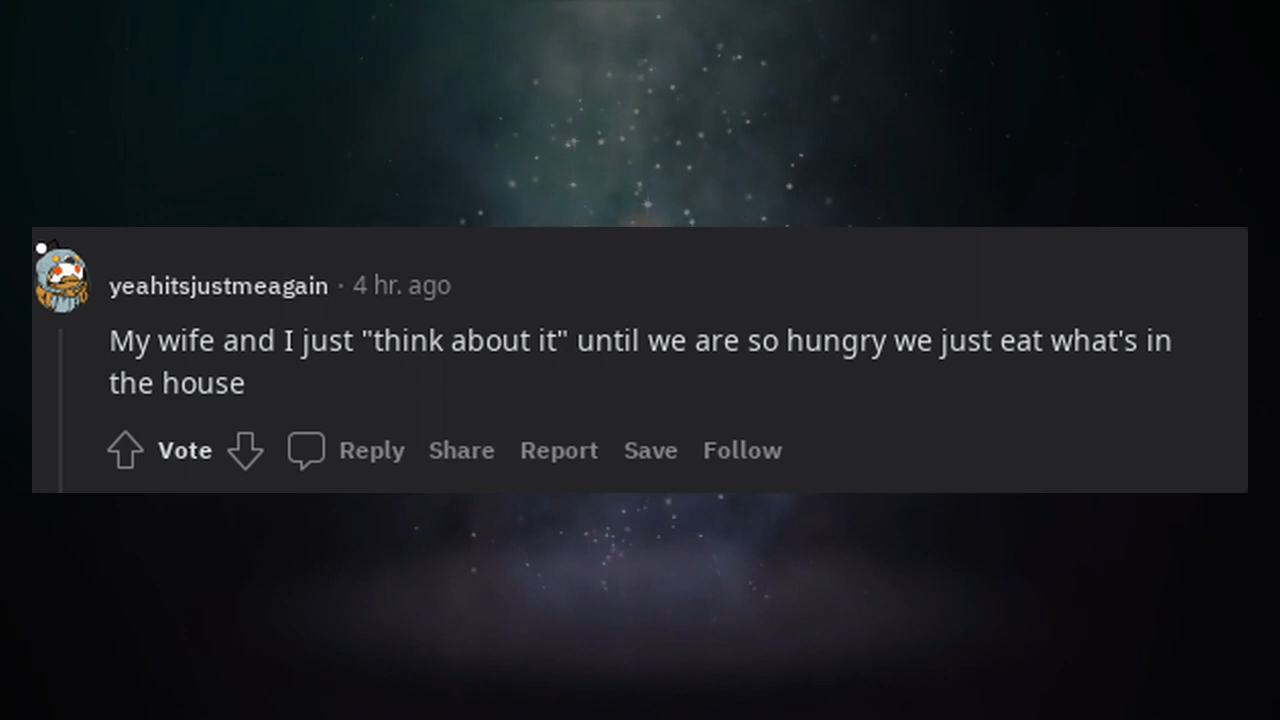 yeahitsjustmeagain · 4 hr. ago
My wife and I just "think about it" until we are so hungry we just eat what's in
the house
Vote Reply Share Report Save Follow